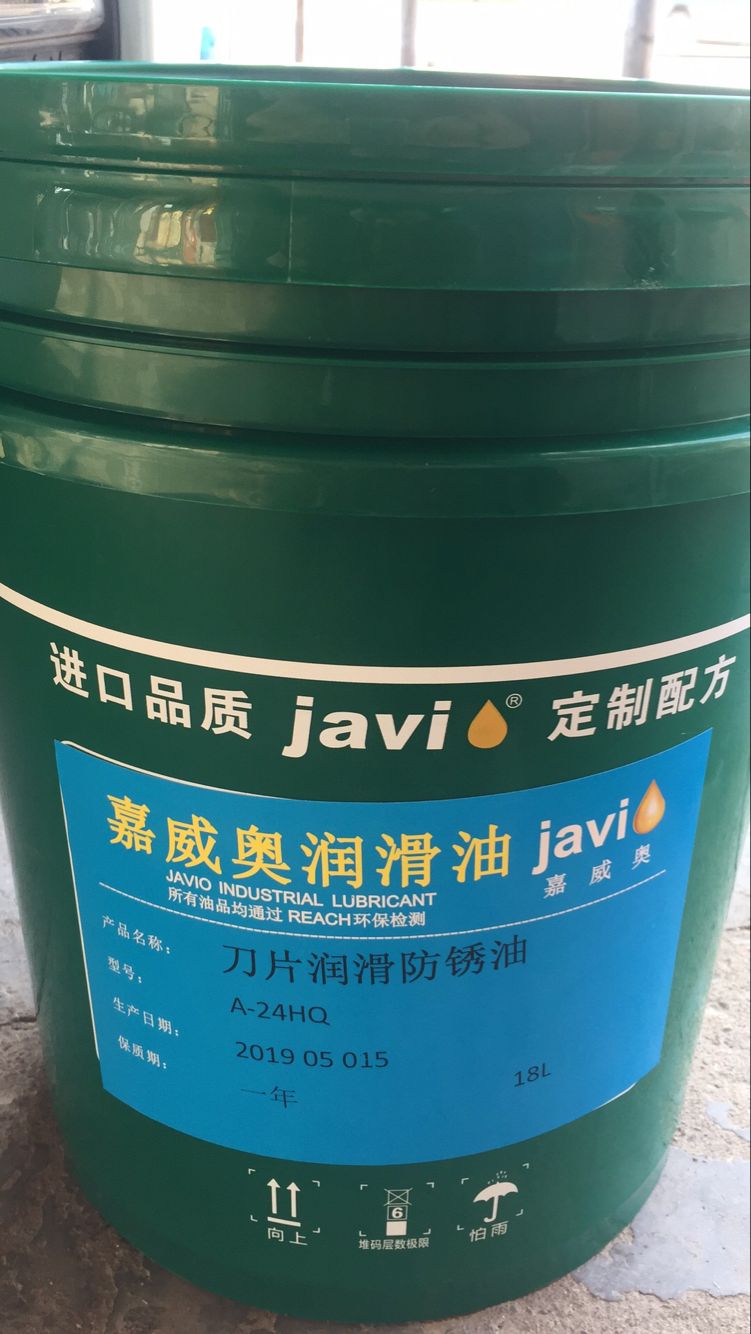 进口品质 javi ® 定制配方
嘉威奥润滑油 javi
嘉威奥
JAVIO INDUSTRIAL LUBRICANT
所有油品均通过 REACH环保检测
产品名称: 刀片润滑防锈油
型号: A-24HQ
生产日期: 2019 05 015
保质期: 一年 18L
6
向上 堆码层数极限 怕雨